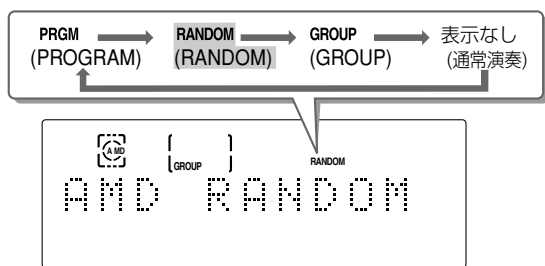 PRGM RANDOM GROUP 表示なし
(PROGRAM) (RANDOM) (GROUP) (通常演奏)
A MD GROUP RANDOM
AMD RANDOM